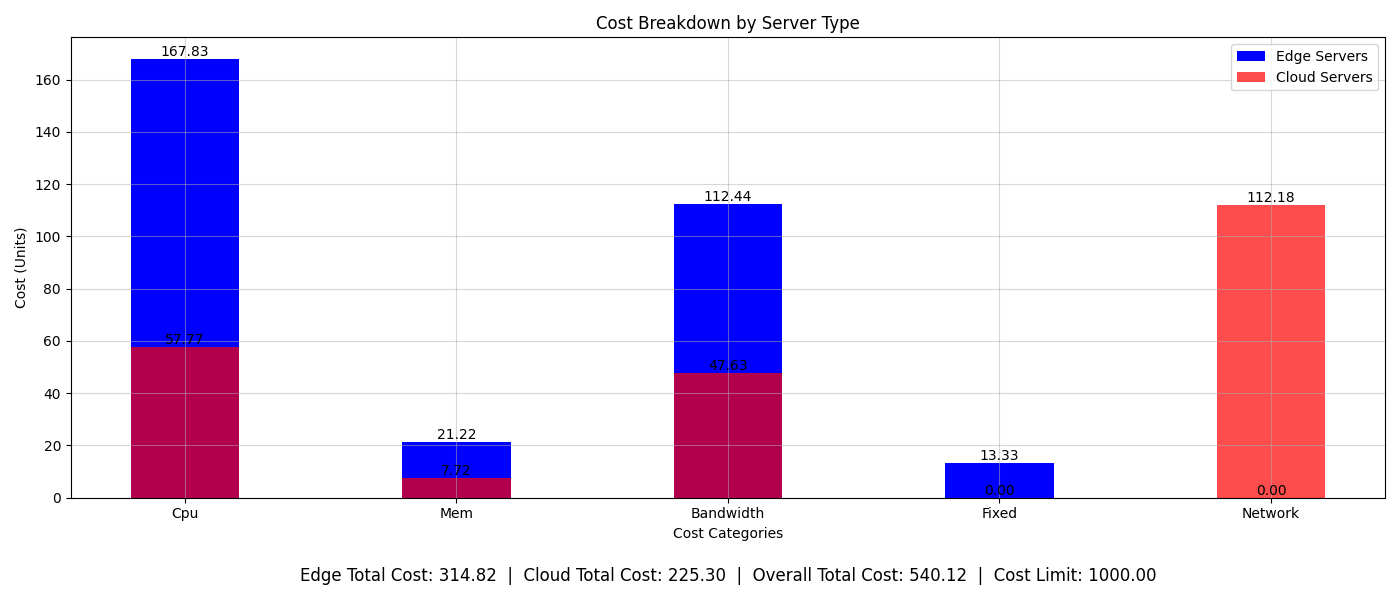 Cost Breakdown by Server Type
167.83
Edge Servers
Cloud Servers
160
140
120
112.44
112.18
100
80
60
57.77
47.63
40
21.22
20
13.33
7.72
0.00
0.00
0
Cost (Units)
Cpu Mem Bandwidth Fixed Network
Cost Categories
Edge Total Cost: 314.82 | Cloud Total Cost: 225.30 | Overall Total Cost: 540.12 | Cost Limit: 1000.00